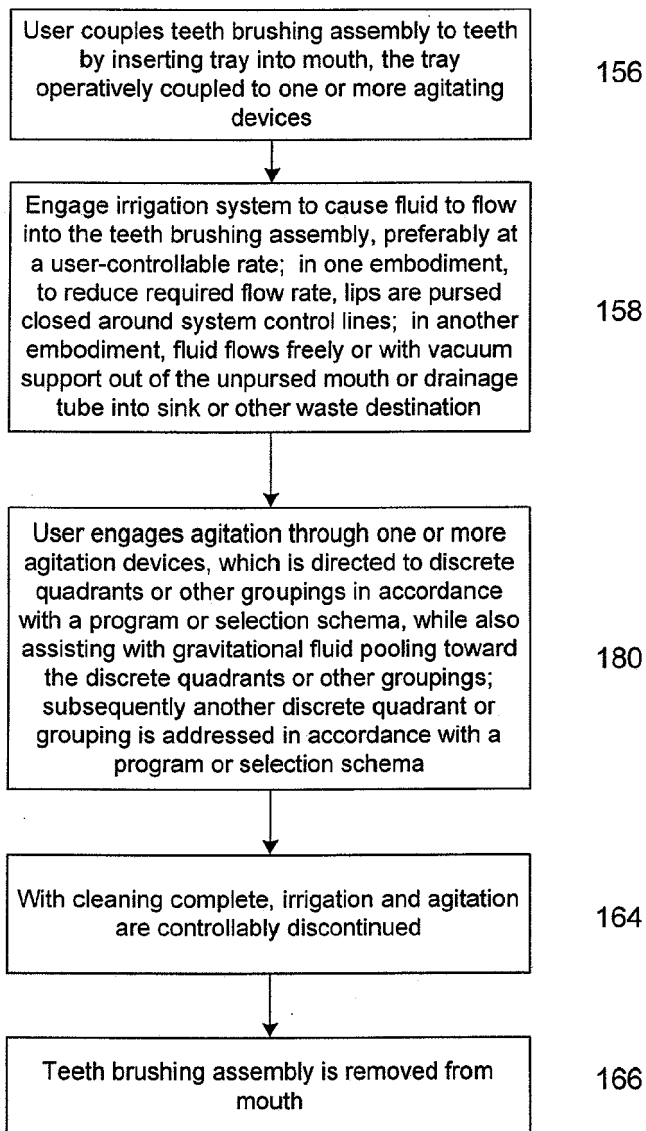 User couples teeth brushing assembly to teeth
by inserting tray into mouth, the tray
operatively coupled to one or more agitating
devices
156
Engage irrigation system to cause fluid to flow
into the teeth brushing assembly, preferably at
a user-controllable rate; in one embodiment,
to reduce required flow rate, lips are pursed
closed around system control lines; in another
embodiment, fluid flows freely or with vacuum
support out of the unpursed mouth or drainage
tube into sink or other waste destination
158
User engages agitation through one or more
agitation devices, which is directed to discrete
quadrants or other groupings in accordance
with a program or selection schema, while also
assisting with gravitational fluid pooling toward
the discrete quadrants or other groupings;
subsequently another discrete quadrant or
grouping is addressed in accordance with a
program or selection schema
180
With cleaning complete, irrigation and agitation
are controllably discontinued
164
Teeth brushing assembly is removed from
mouth
166